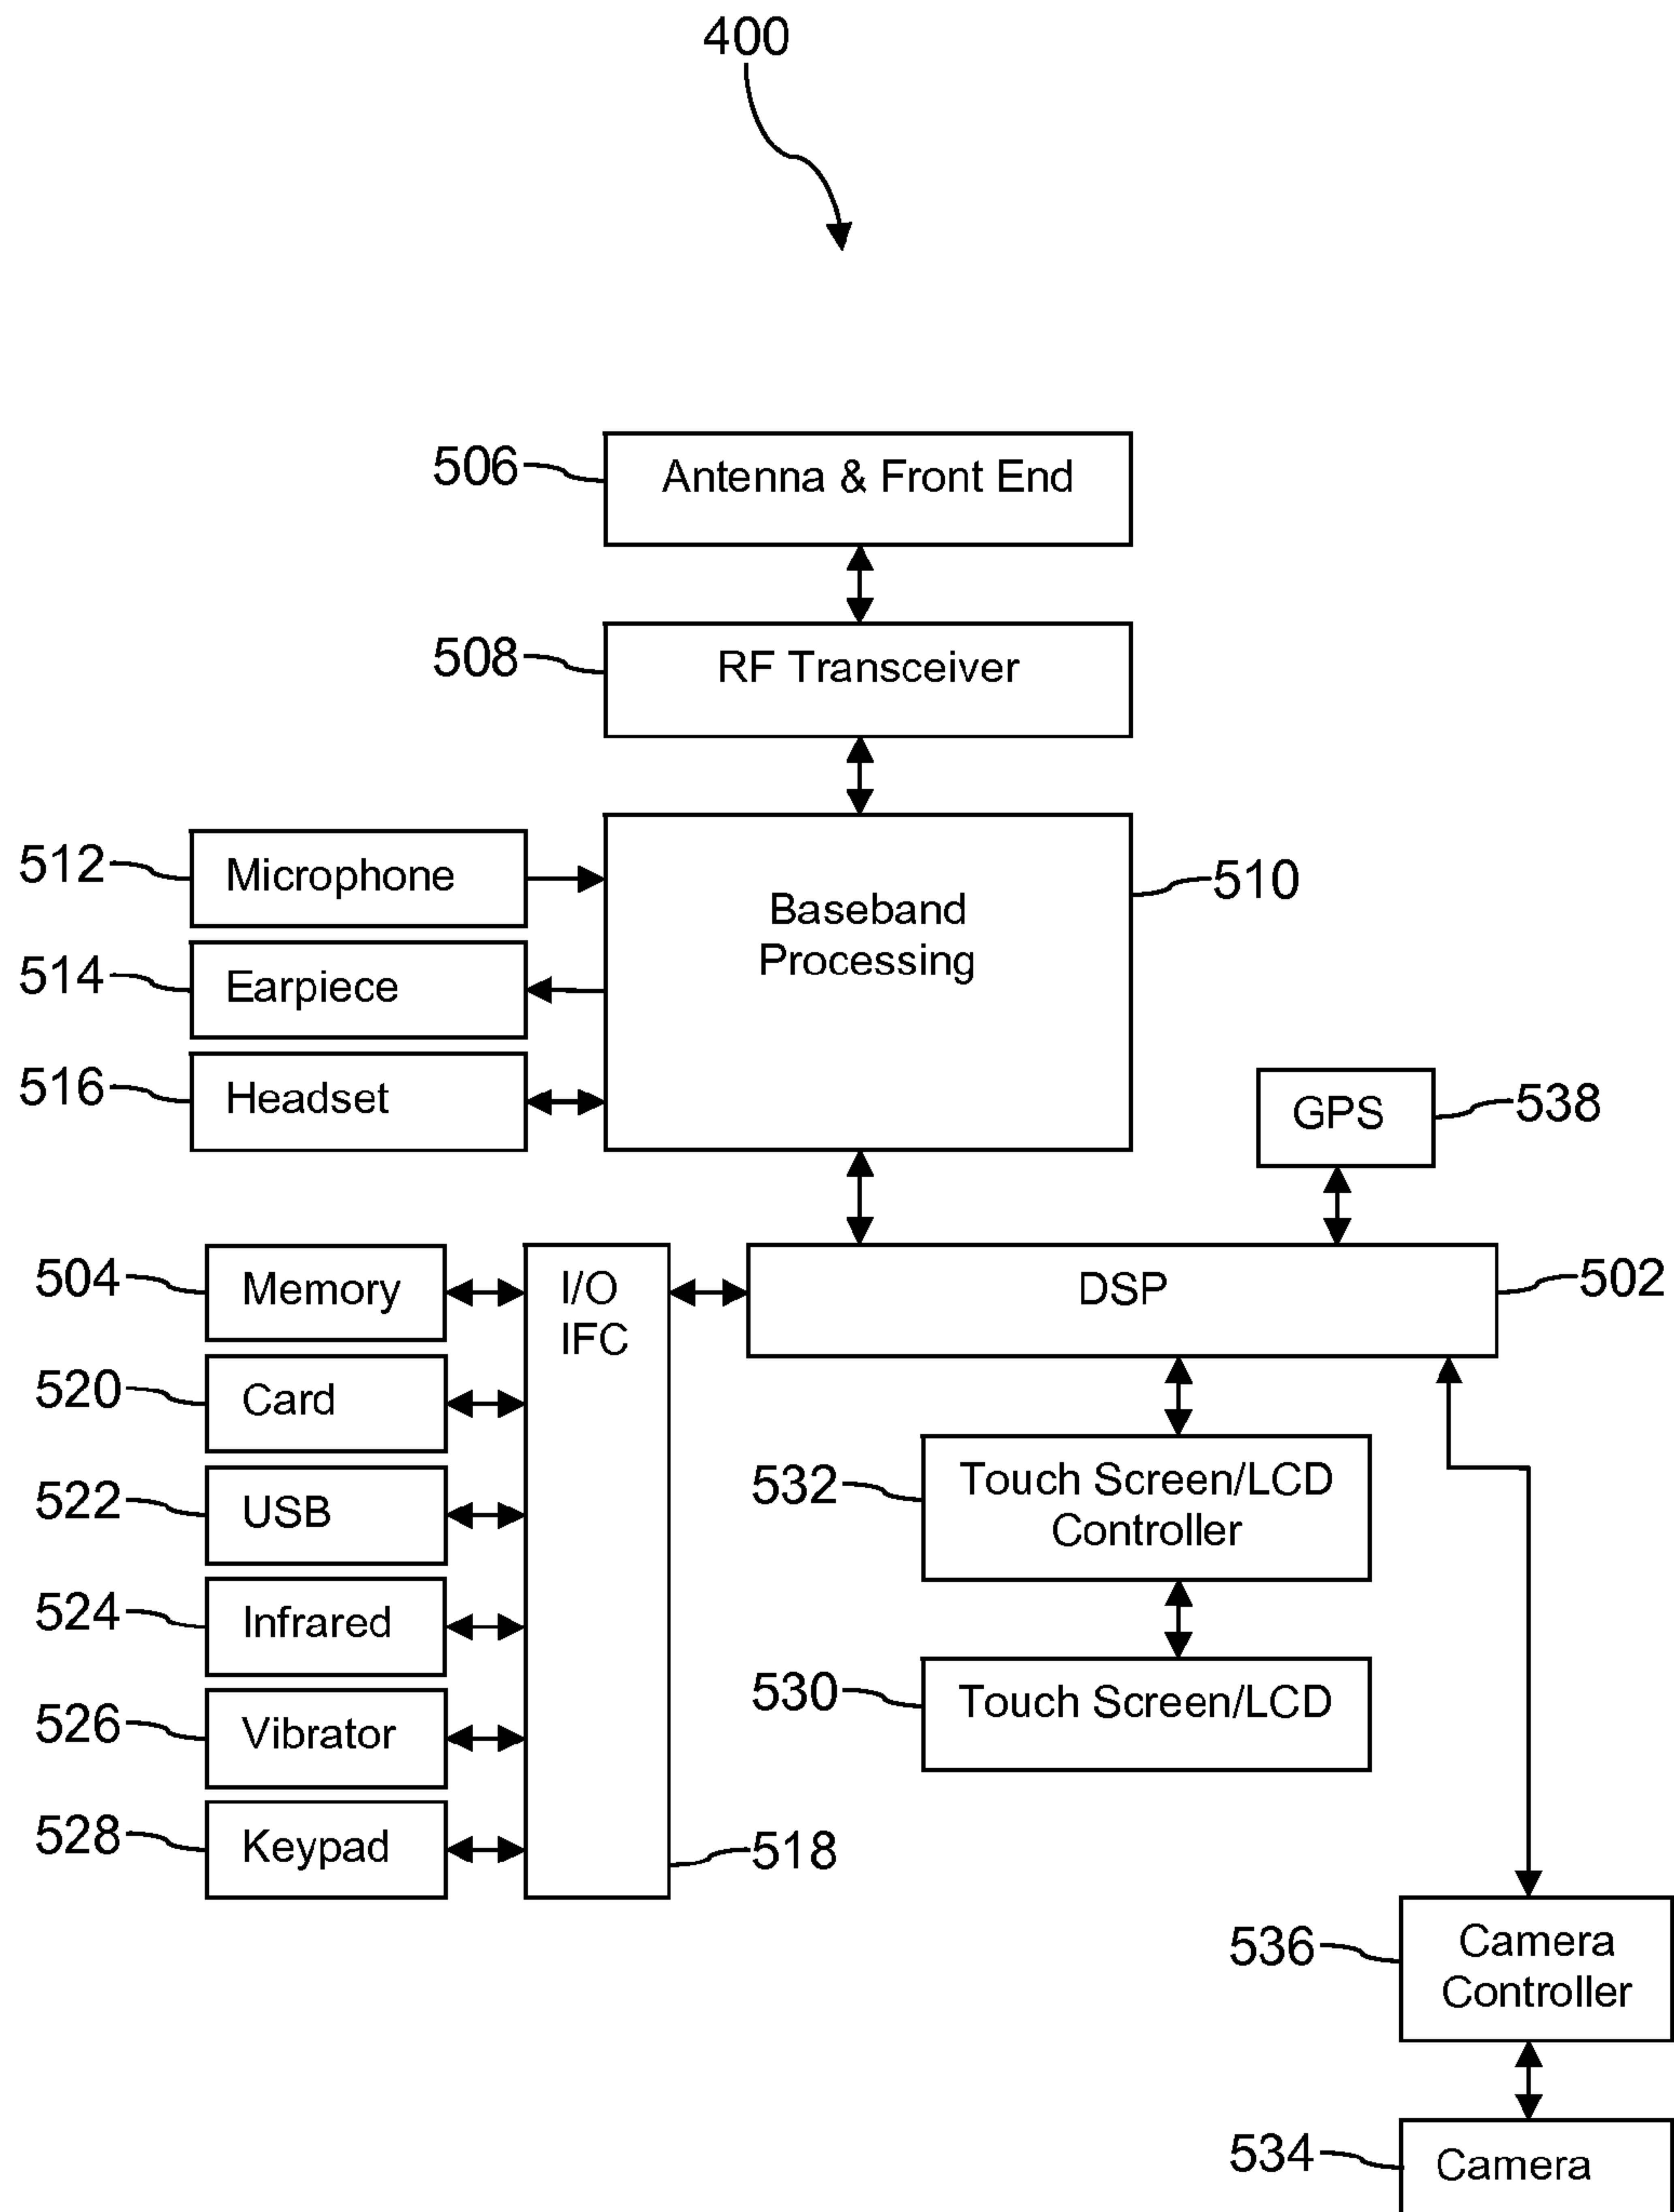 400
506
Antenna & Front End
508
RF Transceiver
512
Microphone
Baseband
Processing
510
514
Earpiece
516
Headset
GPS
538
504
Memory
I/O
IFC
DSP
502
520
Card
522
USB
532
Touch Screen/LCD
Controller
524
Infrared
530
Touch Screen/LCD
526
Vibrator
528
Keypad
518
536
Camera
Controller
534
Camera